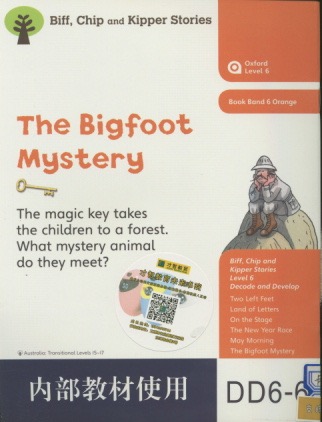 Biff, Chip and Kipper Stories
Oxford
Level 6
Book Band 6 Orange
The Bigfoot
Mystery
The magic key takes
the children to a forest.
What mystery animal
do they meet?
Biff, Chip and
Kipper Stories
Level 6
Decode and Develop
Two Left Feet
Land of Letters
On the Stage
The New Year Race
May Morning
The Bigfoot Mystery
Australia: Transitional Levels 15–17
内部教材使用
DD6-6